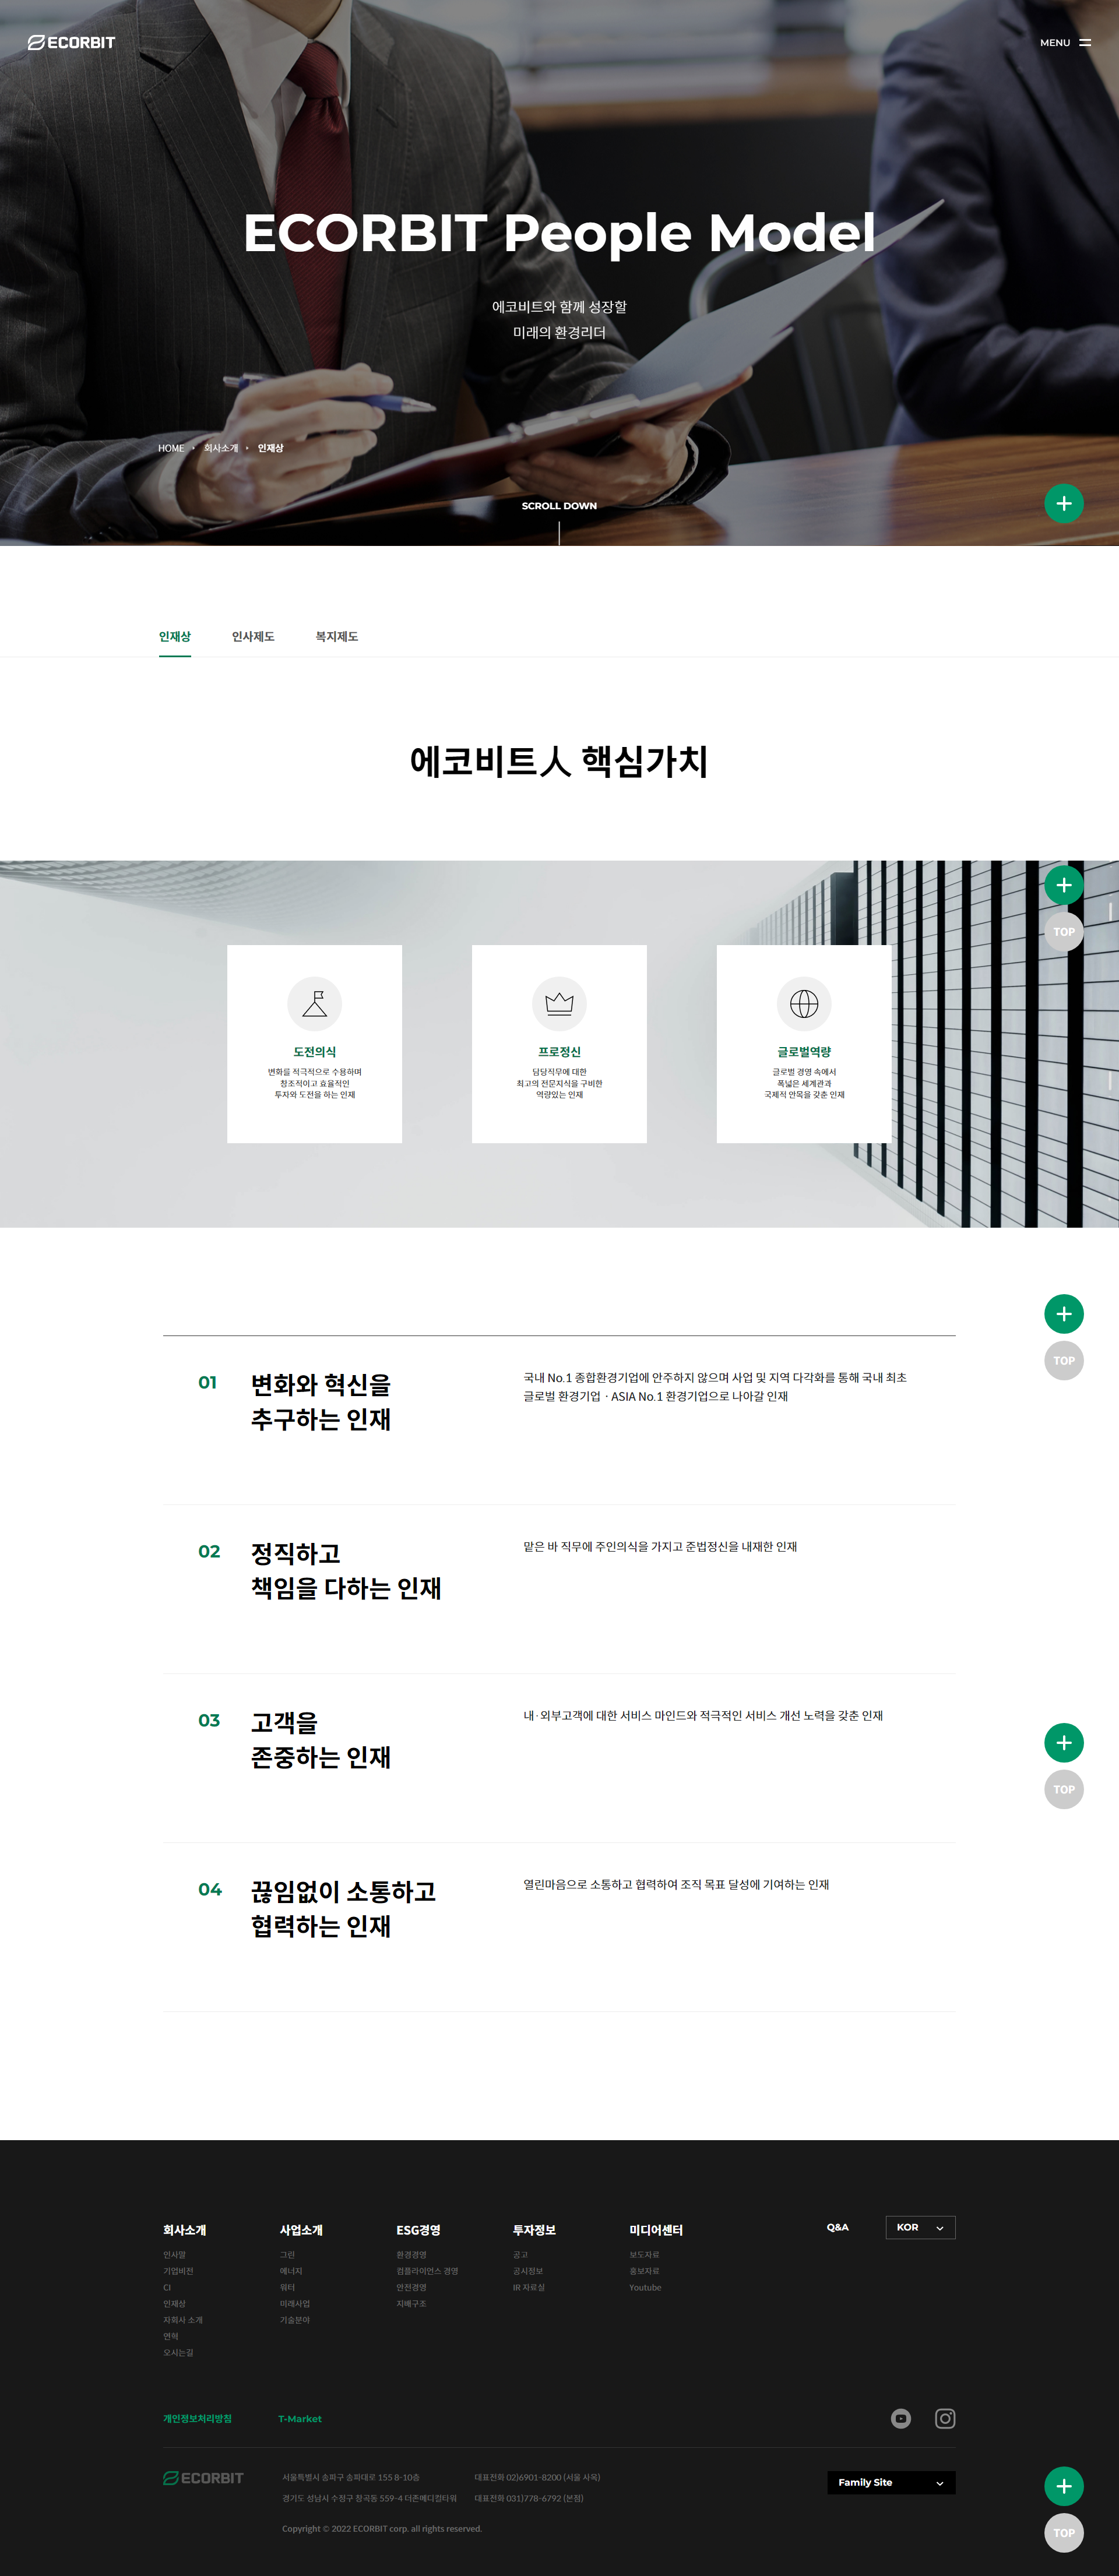 ECORBIT
MENU
ECORBIT People Model
에코비트와 함께 성장할
미래의 환경리더
HOME • 회사소개 • 인재상
SCROLL DOWN
인재상 인사제도 복지제도
에코비트人 핵심가치
TOP
도전의식
변화를 적극적으로 수용하며
창조적이고 효율적인
투자와 도전을 하는 인재
프로정신
담당직무에 대한
최고의 전문지식을 구비한
역량있는 인재
글로벌역량
글로벌 경영 속에서
폭넓은 세계관과
국제적 안목을 갖춘 인재
TOP
01
변화와 혁신을
추구하는 인재
국내 No.1 종합환경기업에 안주하지 않으며 사업 및 지역 다각화를 통해 국내 최초
글로벌 환경기업 · ASIA No.1 환경기업으로 나아갈 인재
02
정직하고
책임을 다하는 인재
맡은 바 직무에 주인의식을 가지고 준법정신을 내재한 인재
03
고객을
존중하는 인재
내·외부고객에 대한 서비스 마인드와 적극적인 서비스 개선 노력을 갖춘 인재
TOP
04
끊임없이 소통하고
협력하는 인재
열린마음으로 소통하고 협력하여 조직 목표 달성에 기여하는 인재
회사소개
인사말
기업비전
CI
인재상
자회사 소개
연혁
오시는길
사업소개
그린
에너지
워터
미래사업
기술분야
ESG경영
환경경영
컴플라이언스 경영
안전경영
지배구조
투자정보
공고
공시정보
IR 자료실
미디어센터
보도자료
홍보자료
Youtube
Q&A
KOR
개인정보처리방침 T-Market
ECORBIT
서울특별시 송파구 송파대로 155 8-10층 대표전화 02)6901-8200 (서울 사옥)
경기도 성남시 수정구 창곡동 559-4 더존메디컬타워 대표전화 031)778-6792 (본점)
Copyright © 2022 ECORBIT corp. all rights reserved.
Family Site
TOP